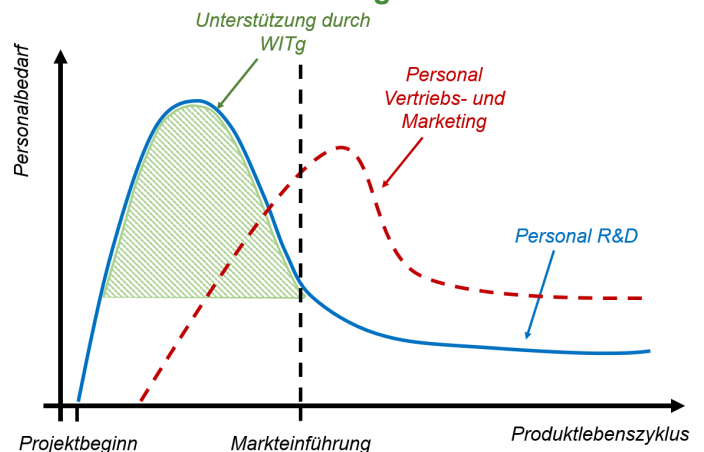 Unterstützung durch
WITg
Personalbedarf
Personal
Vertriebs- und
Marketing
Personal R&D
Projektbeginn
Markteinführung
Produktlebenszyklus